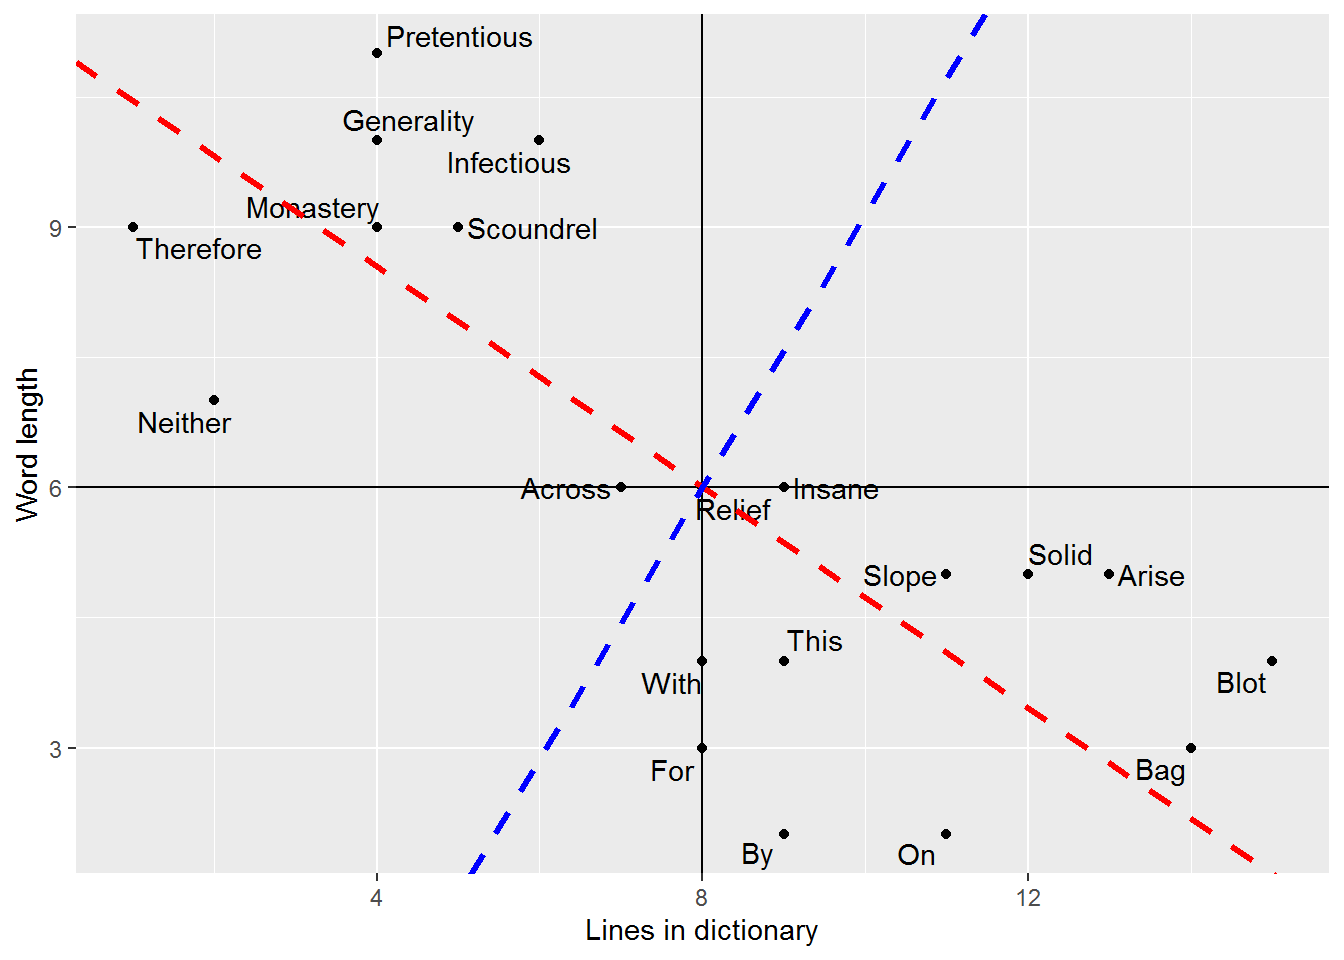 Pretentious
Generality
Infectious
Monastery
Scoundrel
Therefore
9
Neither
Word length
6
Across
Insane
Relief
Solid
Slope
Arise
This
With
Blot
3
For
Bag
By
On
4
8
12
Lines in dictionary